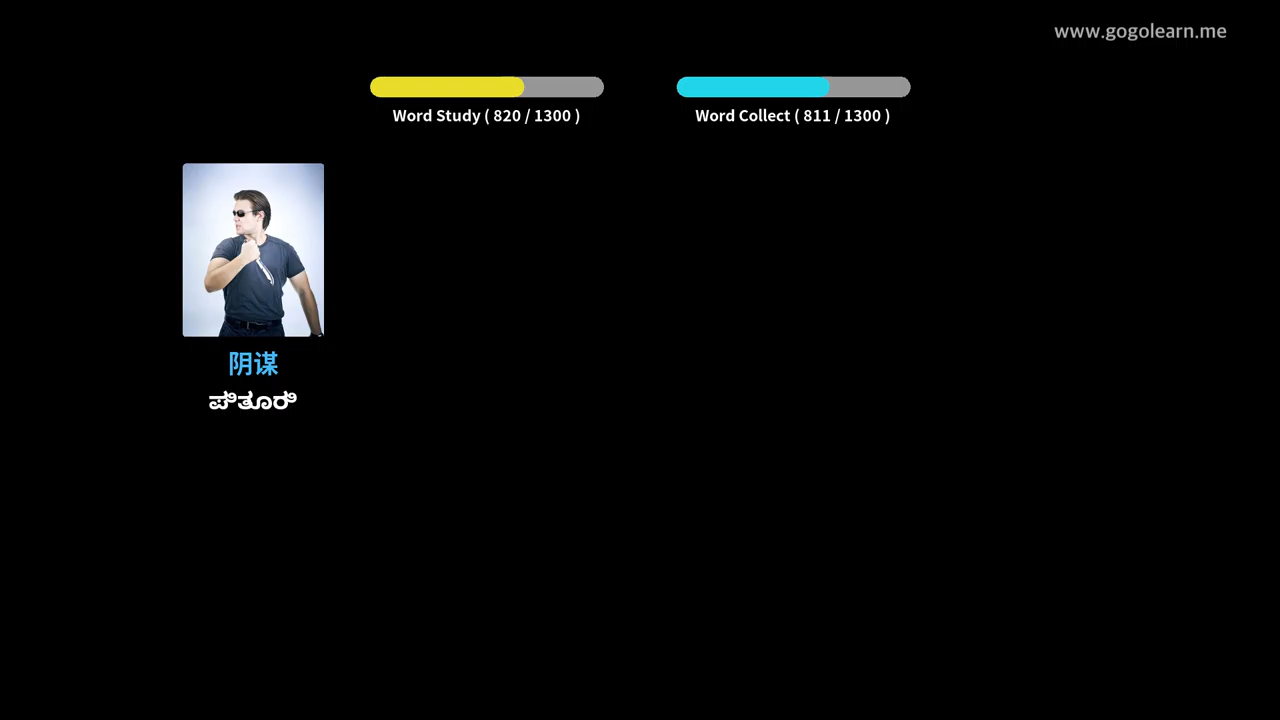 www.gogolearn.me
Word Study ( 820 / 1300 )
Word Collect ( 811 / 1300 )
阴谋
ಪಿತೂರಿ